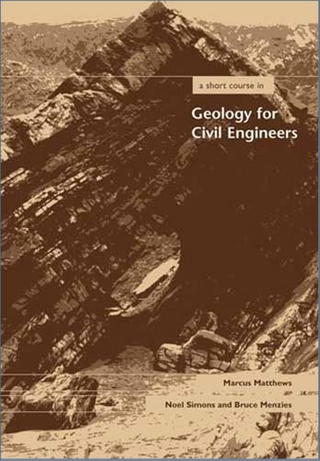 a short course in
Geology for
Civil Engineers
Marcus Matthews
Noel Simons and Bruce Menzies